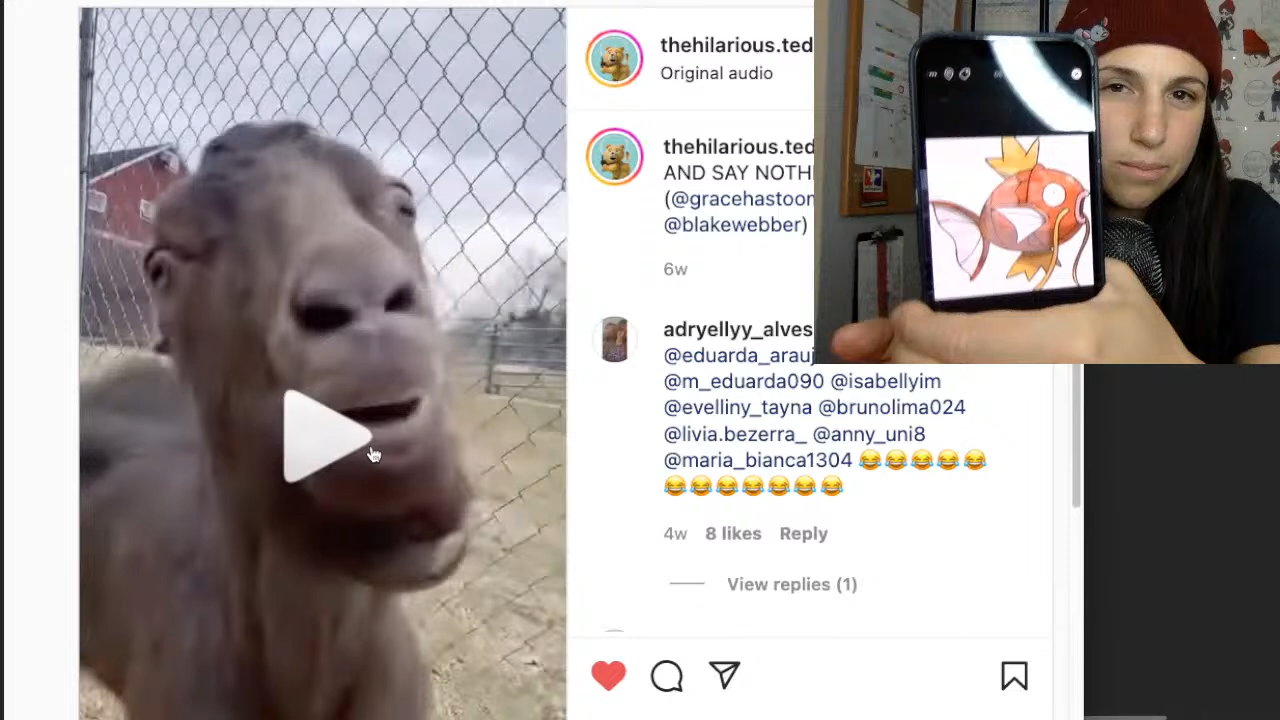 thehilarious.ted
Original audio
thehilarious.ted
AND SAY NOTH
(@gracehastoon
@blakewebber)
6w
adryellyy_alves
@eduarda_arauj
@m_eduarda090 @isabellyim
@evelliny_tayna @brunolima024
@livia.bezerra_ @anny_uni8
@maria_bianca1304 😂😂😂😂😂
😂😂😂😂😂😂😂
4w 8 likes Reply
View replies (1)